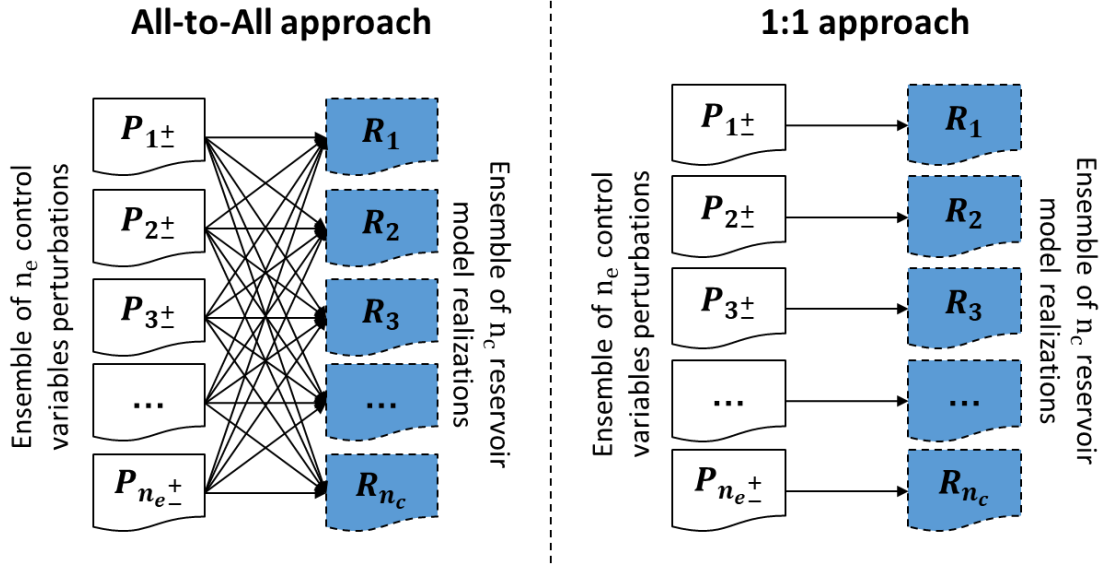 All-to-All approach
Ensemble of nₑ control
variables perturbations
P₁±
P₂±
P₃±
...
Pₙₑ±
R₁
R₂
R₃
...
Rₙ꜀
Ensemble of n꜀ reservoir
model realizations
1:1 approach
Ensemble of nₑ control
variables perturbations
P₁±
P₂±
P₃±
...
Pₙₑ±
R₁
R₂
R₃
...
Rₙ꜀
Ensemble of n꜀ reservoir
model realizations